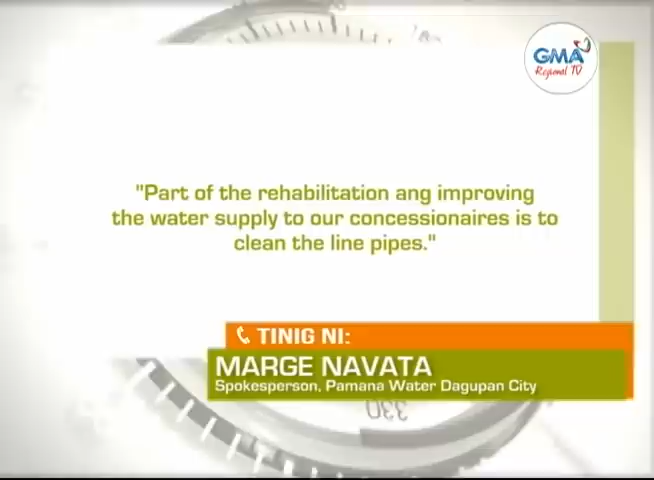 GMA
Regional TV
"Part of the rehabilitation ang improving
the water supply to our concessionaires is to
clean the line pipes."
TINIG NI:
MARGE NAVATA
Spokesperson, Pamana Water Dagupan City
330